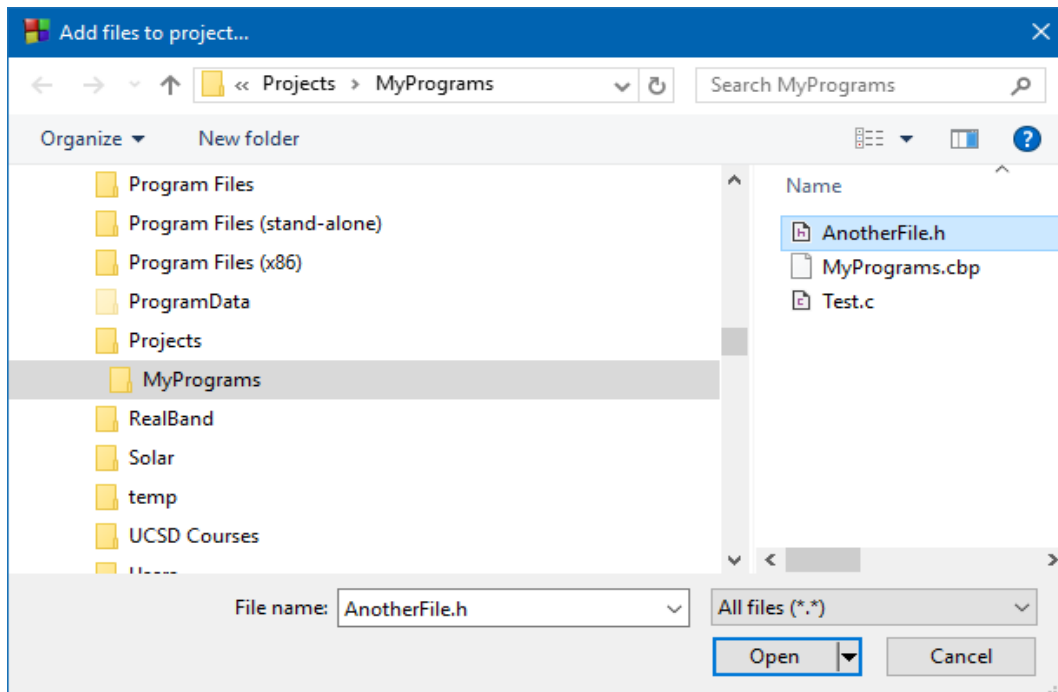 Add files to project...
« Projects > MyPrograms
Search MyPrograms
Organize
New folder
Program Files
Program Files (stand-alone)
Program Files (x86)
ProgramData
Projects
MyPrograms
RealBand
Solar
temp
UCSD Courses
Users
Name
AnotherFile.h
MyPrograms.cbp
Test.c
File name: AnotherFile.h
All files (*.*)
Open
Cancel